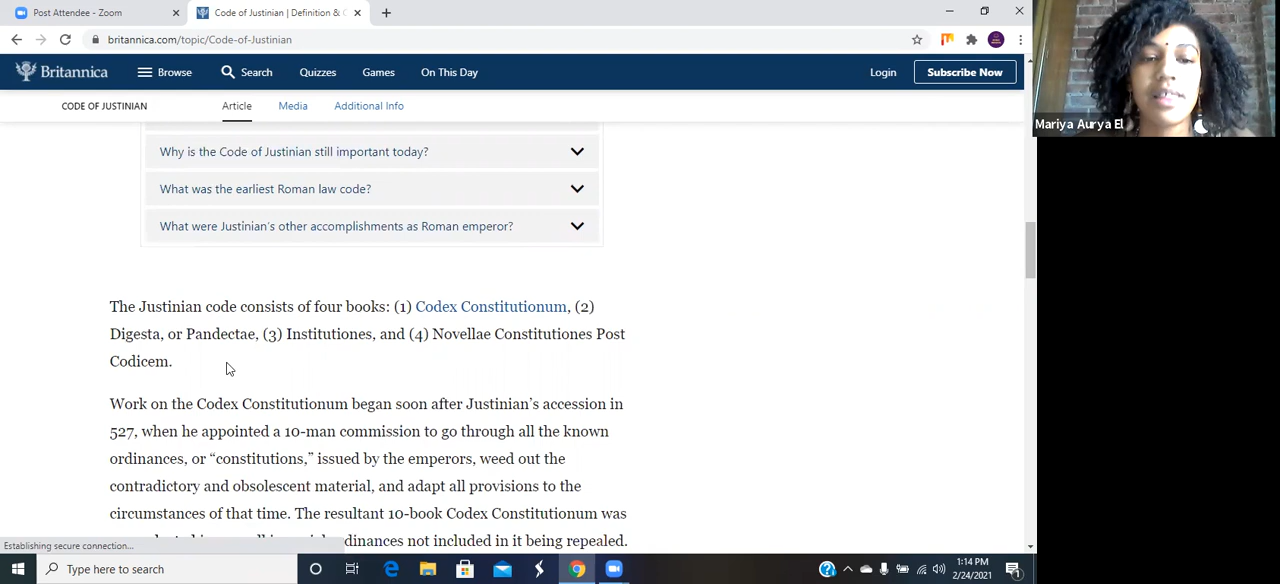 Post Attendee - Zoom
Code of Justinian | Definition & C
britannica.com/topic/Code-of-Justinian
Britannica
Browse
Search
Quizzes
Games
On This Day
Login
Subscribe Now
CODE OF JUSTINIAN
Article
Media
Additional Info
Mariya Aurya El
Why is the Code of Justinian still important today?
What was the earliest Roman law code?
What were Justinian's other accomplishments as Roman emperor?
The Justinian code consists of four books: (1) Codex Constitutionum, (2)
Digesta, or Pandectae, (3) Institutiones, and (4) Novellae Constitutiones Post
Codicem.
Work on the Codex Constitutionum began soon after Justinian's accession in
527, when he appointed a 10-man commission to go through all the known
ordinances, or “constitutions,” issued by the emperors, weed out the
contradictory and obsolescent material, and adapt all provisions to the
circumstances of that time. The resultant 10-book Codex Constitutionum was
dinances not included in it being repealed.
Establishing secure connection...
Type here to search
1:14 PM
2/24/2021